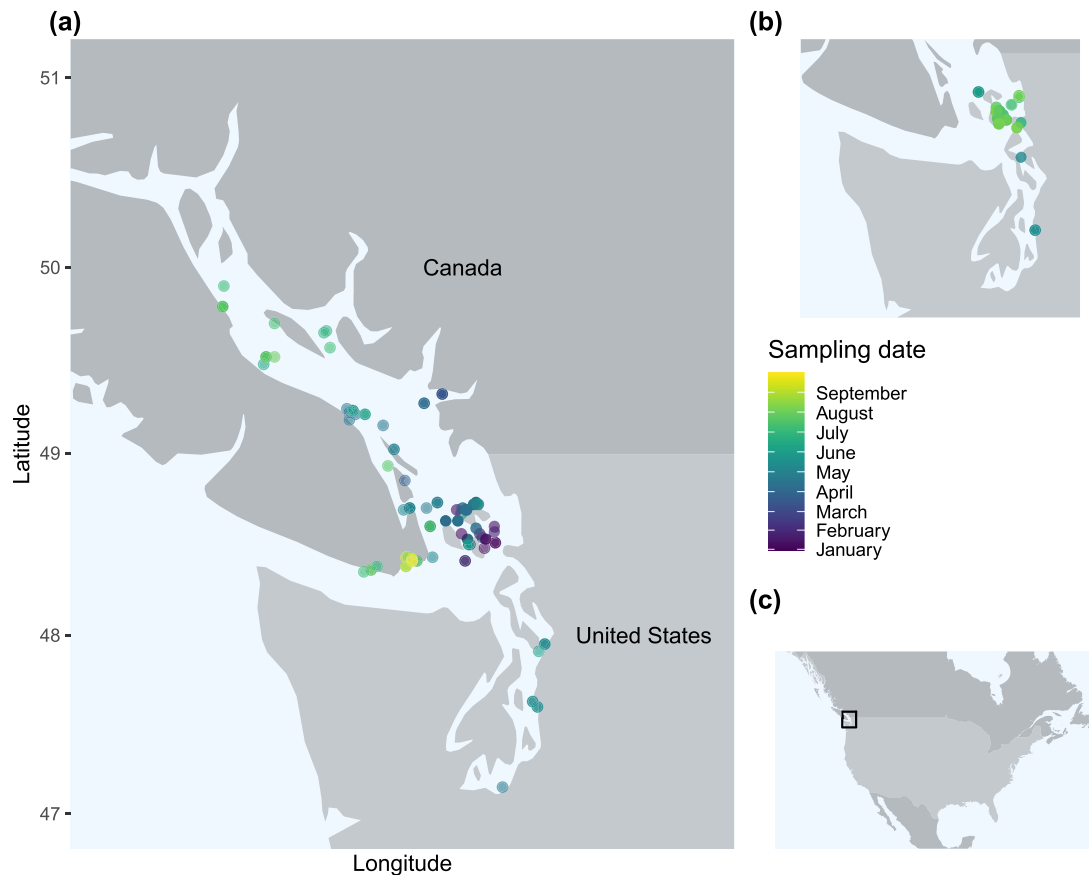 (a)
51
50
49
48
47
Latitude
Longitude
Canada
United States
(b)
Sampling date
September
August
July
June
May
April
March
February
January
(c)